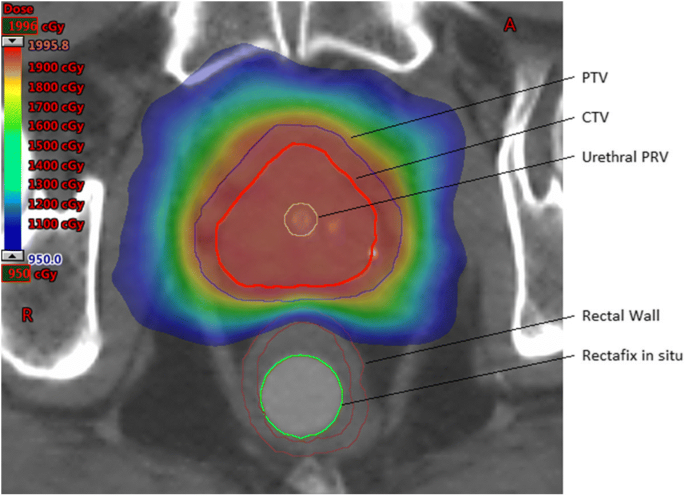 Dose
1996 cGy
1995.8
1900 cGy
1800 cGy
1700 cGy
1600 cGy
1500 cGy
1400 cGy
1300 cGy
1200 cGy
1100 cGy
950.0
950 cGy
A
R
PTV
CTV
Urethral PRV
Rectal Wall
Rectafix in situ